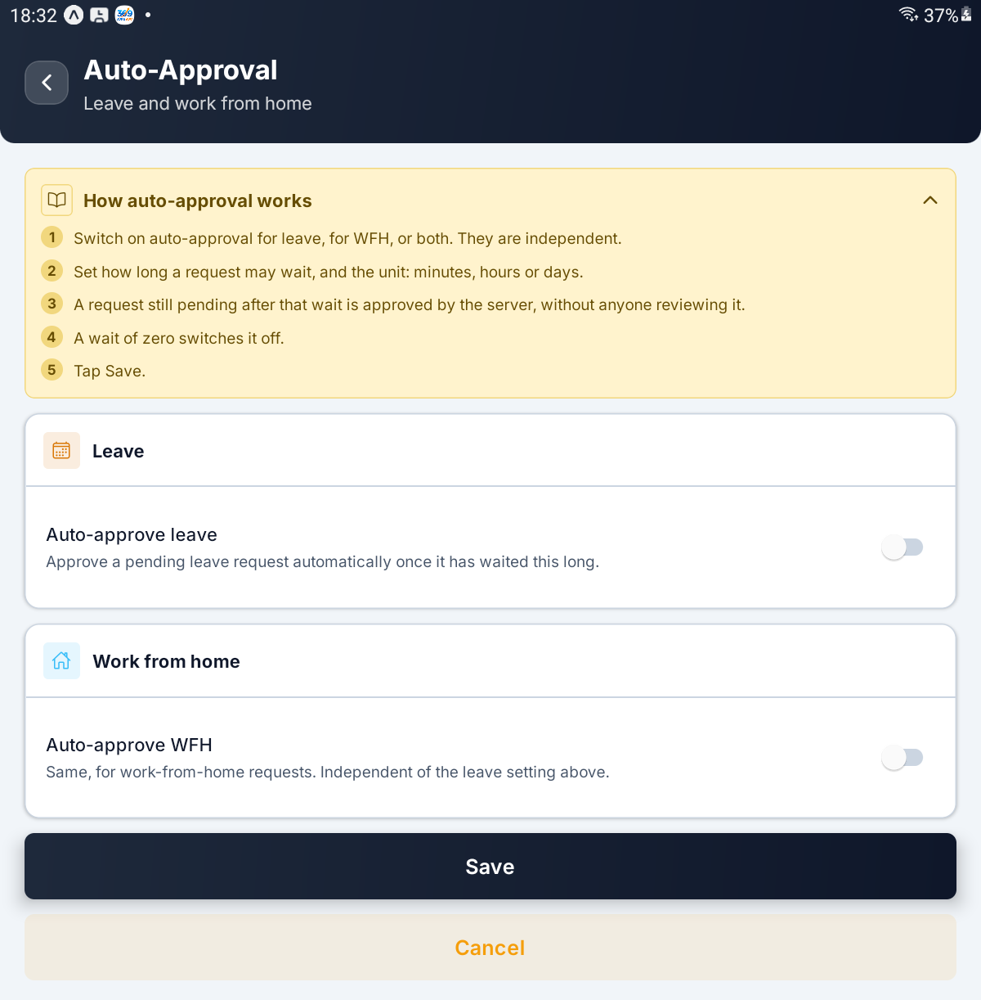 18:32
369
37%
Auto-Approval
Leave and work from home
How auto-approval works
1 Switch on auto-approval for leave, for WFH, or both. They are independent.
2 Set how long a request may wait, and the unit: minutes, hours or days.
3 A request still pending after that wait is approved by the server, without anyone reviewing it.
4 A wait of zero switches it off.
5 Tap Save.
Leave
Auto-approve leave
Approve a pending leave request automatically once it has waited this long.
Work from home
Auto-approve WFH
Same, for work-from-home requests. Independent of the leave setting above.
Save
Cancel